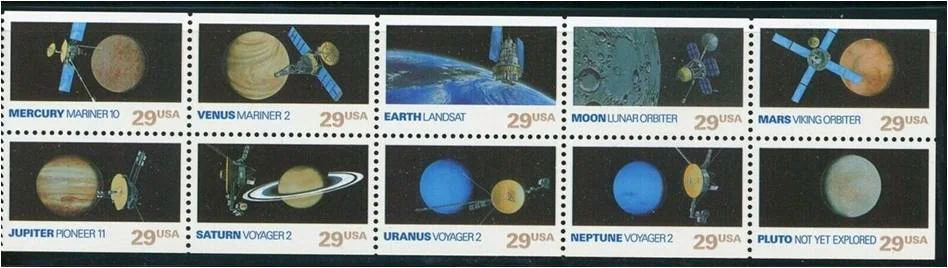 MERCURY MARINER 10 29USA
VENUS MARINER 2 29USA
EARTH LANDSAT 29USA
MOON LUNAR ORBITER 29USA
MARS VIKING ORBITER 29USA
JUPITER PIONEER 11 29USA
SATURN VOYAGER 2 29USA
URANUS VOYAGER 2 29USA
NEPTUNE VOYAGER 2 29USA
PLUTO NOT YET EXPLORED 29USA